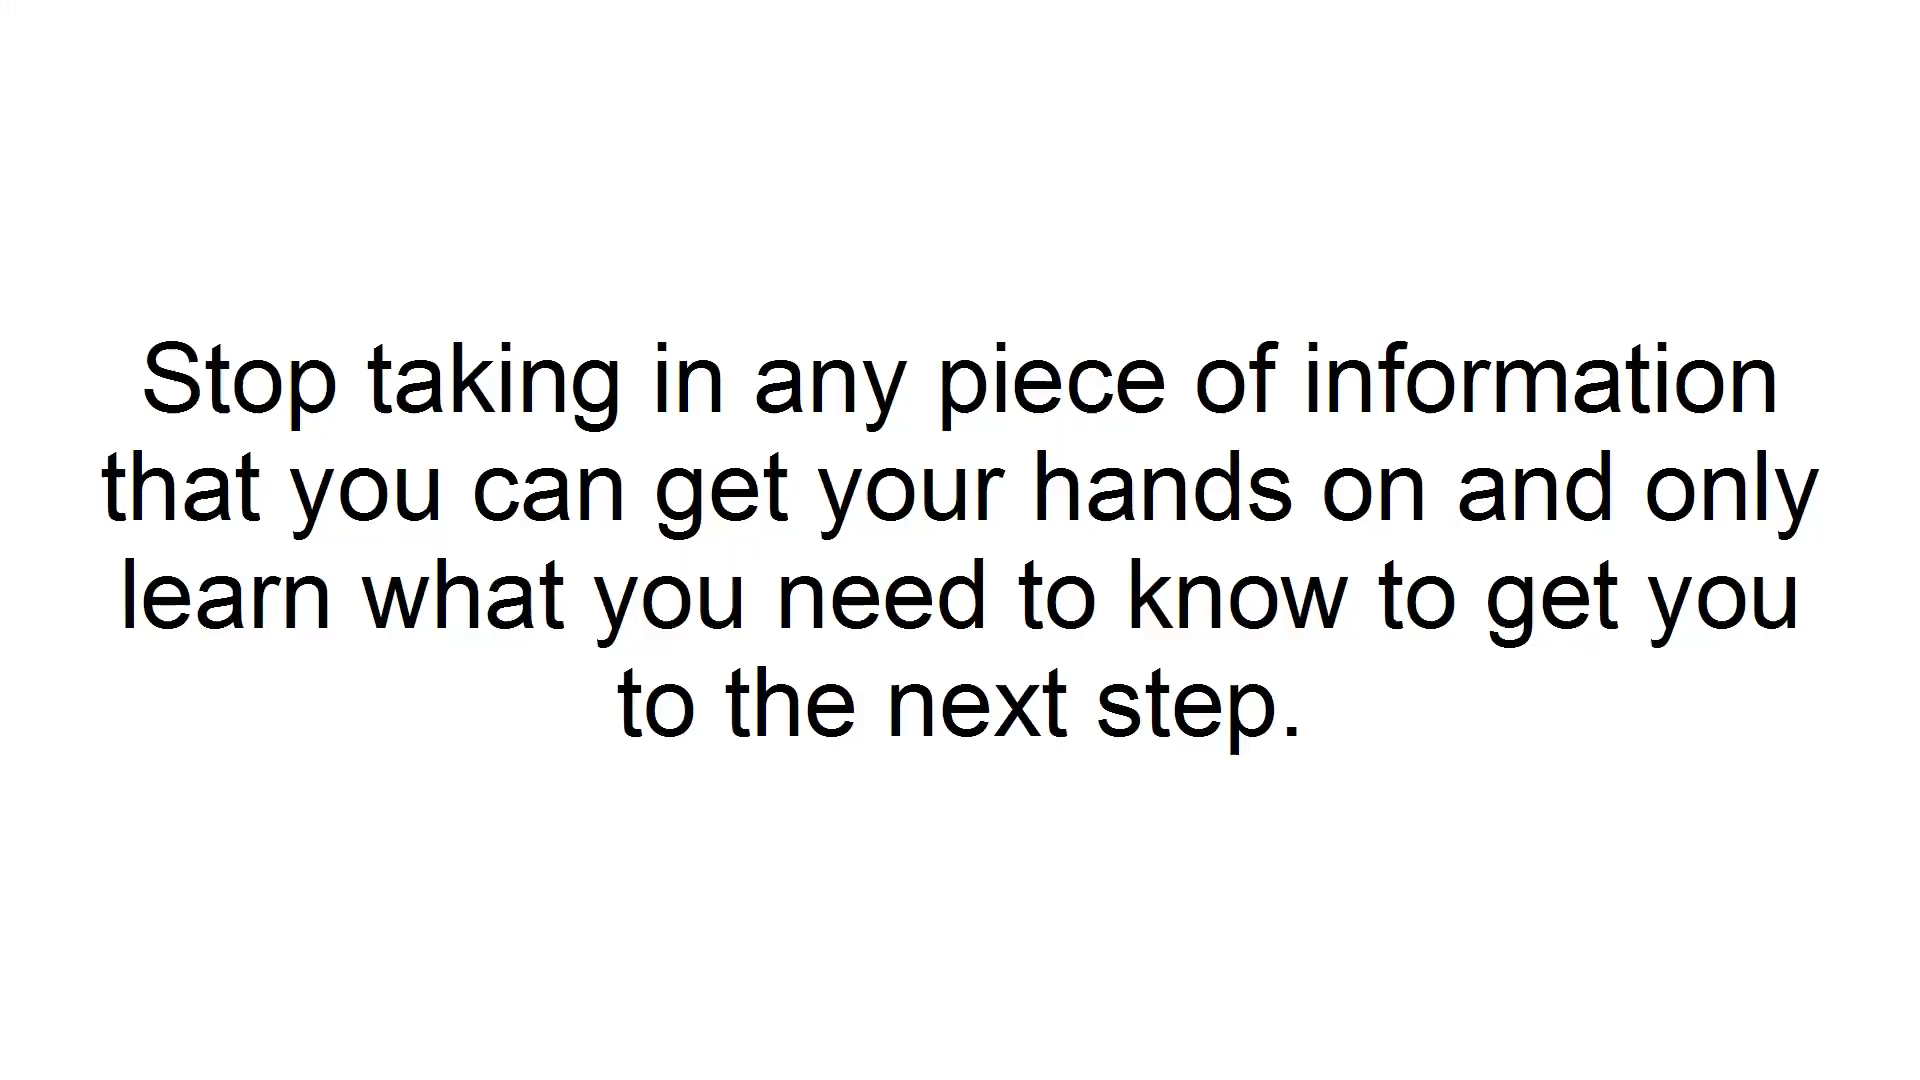 Stop taking in any piece of information
that you can get your hands on and only
learn what you need to know to get you
to the next step.